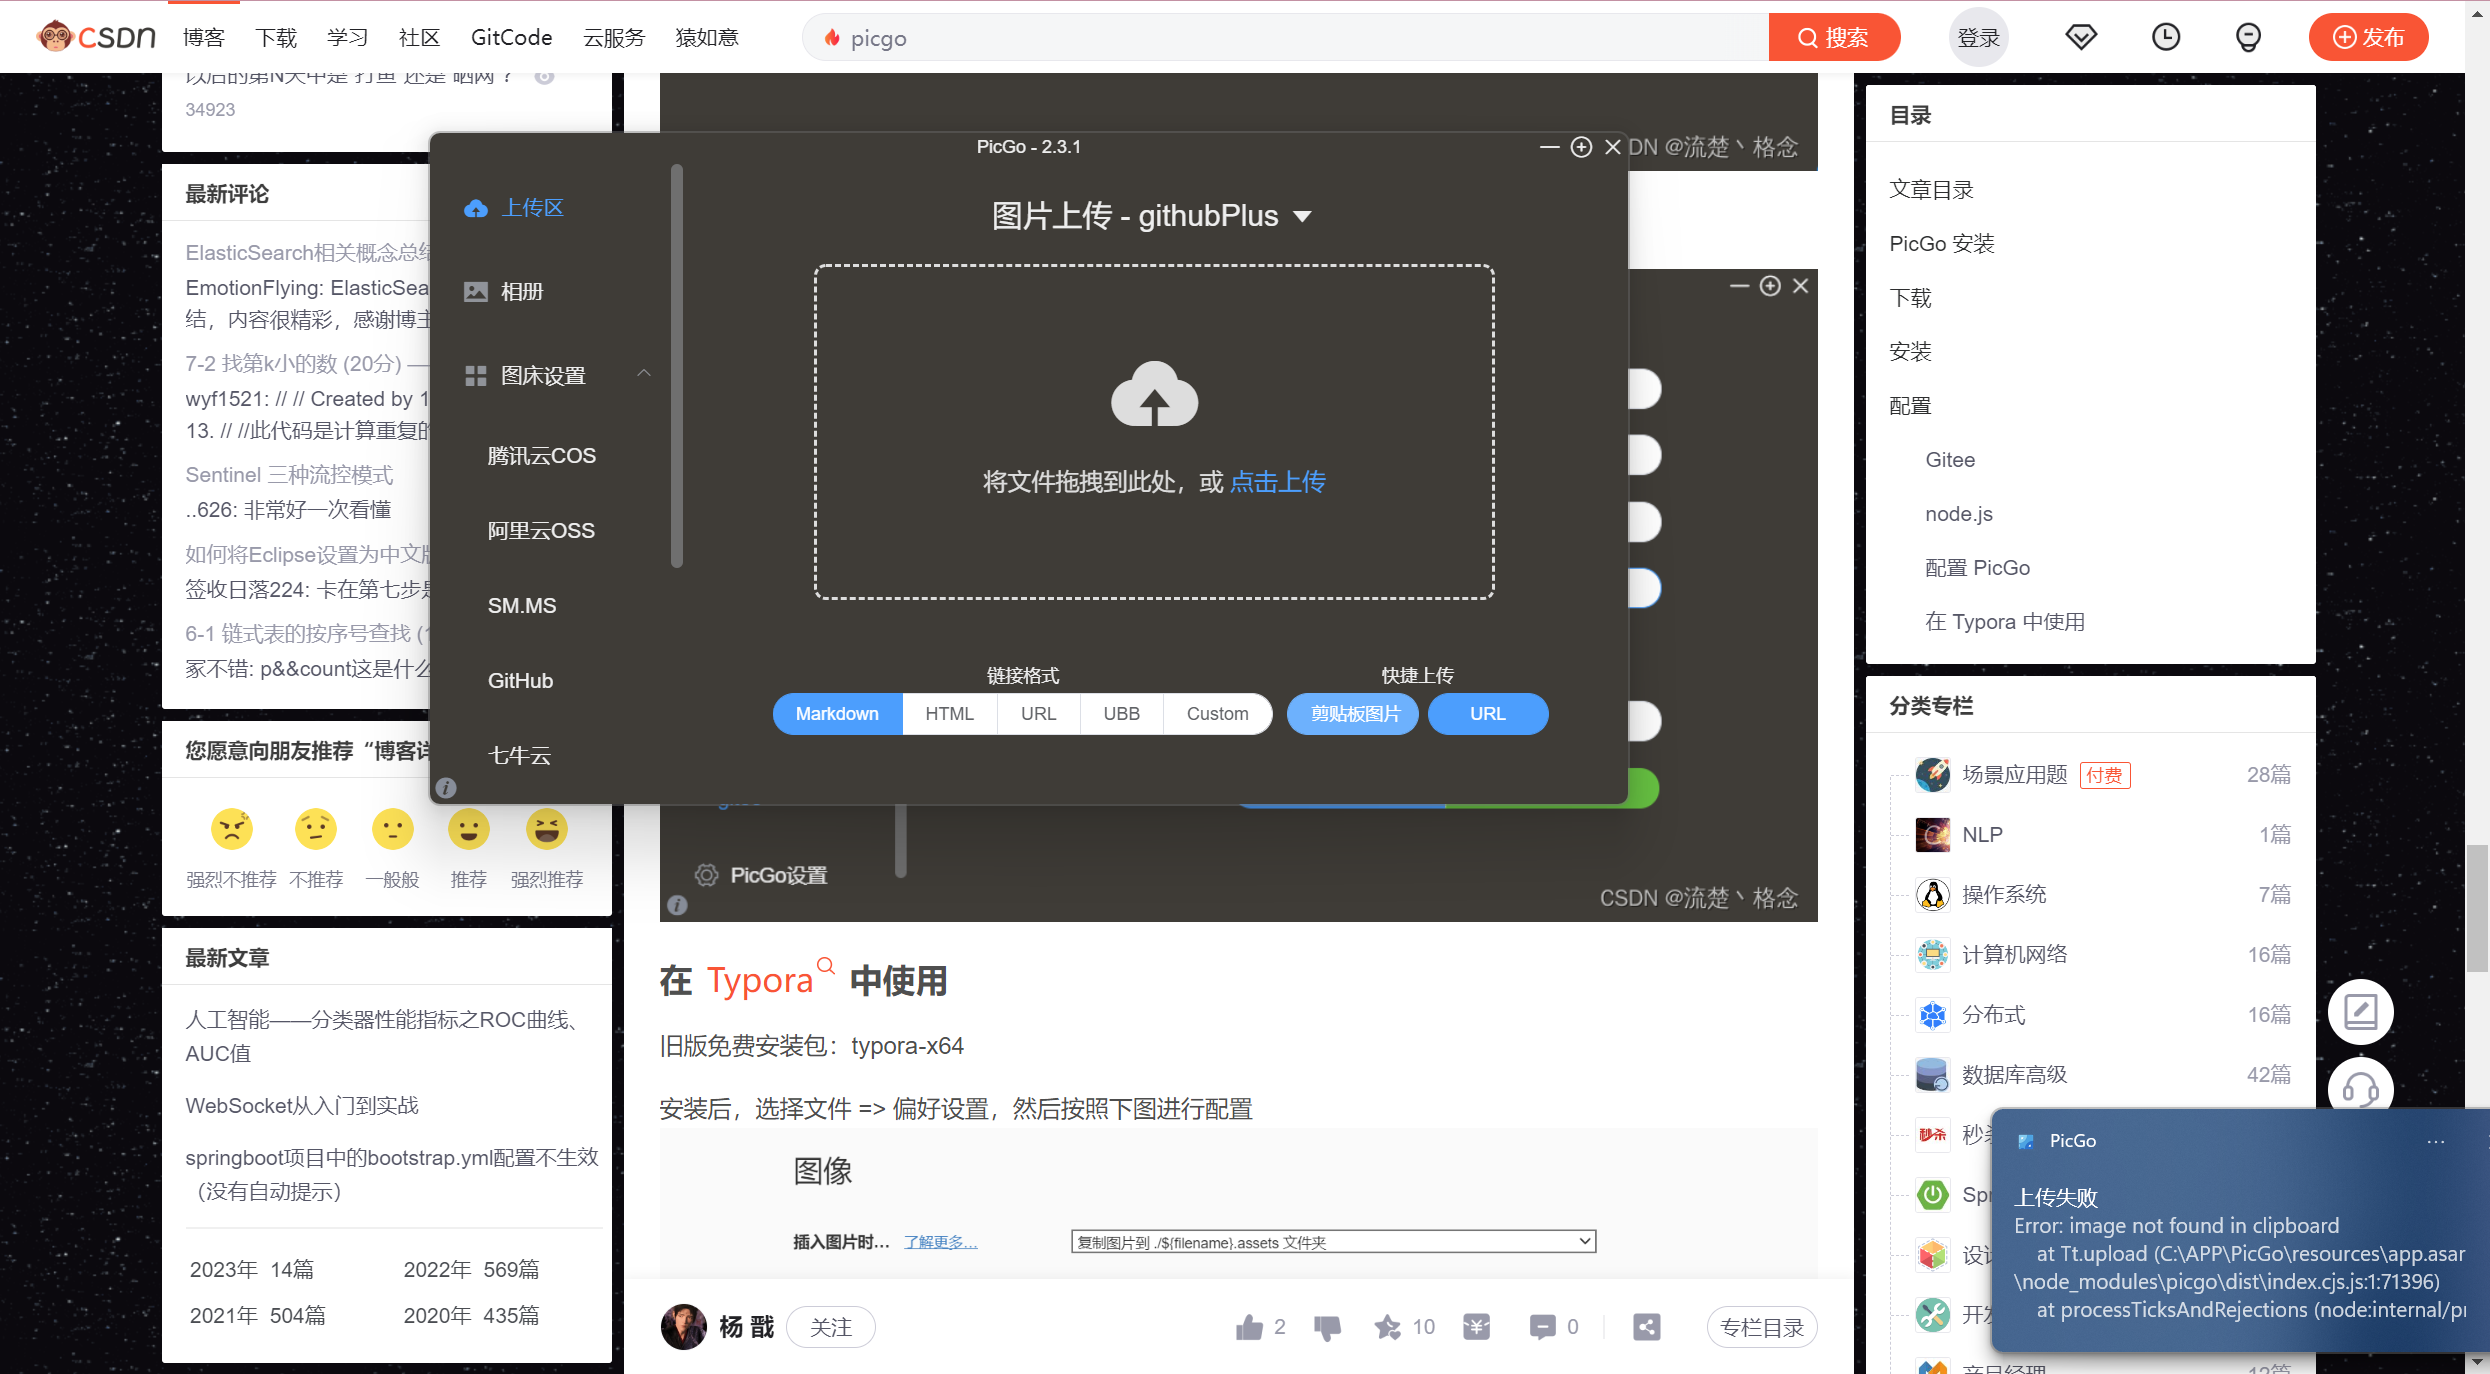 CSDN 博客 下载 学习 社区 GitCode 云服务 猿如意 picgo 搜索 登录 发布
以后的第N天中是"打鱼"还是"晒网"?
34923
最新评论
ElasticSearch相关概念总结
EmotionFlying: ElasticSea
结，内容很精彩，感谢博主
7-2 找第k小的数 (20分) —
wyf1521: // // Created by 1
13. // //此代码是计算重复的
Sentinel 三种流控模式
..626: 非常好一次看懂
如何将Eclipse设置为中文版
签收日落224: 卡在第七步是
6-1 链式表的按序号查找 (1
冢不错: p&&count这是什么
您愿意向朋友推荐“博客详
强烈不推荐 不推荐 一般般 推荐 强烈推荐
最新文章
人工智能——分类器性能指标之ROC曲线、
AUC值
WebSocket从入门到实战
springboot项目中的bootstrap.yml配置不生效
（没有自动提示）
2023年 14篇 2022年 569篇
2021年 504篇 2020年 435篇
PicGo - 2.3.1
上传区
相册
图床设置
腾讯云COS
阿里云OSS
SM.MS
GitHub
七牛云
图片上传 - githubPlus
将文件拖拽到此处，或 点击上传
链接格式 快捷上传
Markdown HTML URL UBB Custom 剪贴板图片 URL
DN @流楚丶格念
PicGo设置
CSDN @流楚丶格念
在 Typora 中使用
旧版免费安装包：typora-x64
安装后，选择文件 => 偏好设置，然后按照下图进行配置
图像
插入图片时... 了解更多... 复制图片到 ./${filename}.assets 文件夹
杨 戬 关注 2 10 0 专栏目录
目录
文章目录
PicGo 安装
下载
安装
配置
Gitee
node.js
配置 PicGo
在 Typora 中使用
分类专栏
场景应用题 付费 28篇
NLP 1篇
操作系统 7篇
计算机网络 16篇
分布式 16篇
数据库高级 42篇
秒杀 秒杀
Spr
设计
开发
产品经理 12篇
PicGo
上传失败
Error: image not found in clipboard
at Tt.upload (C:\APP\PicGo\resources\app.asar
\node_modules\picgo\dist\index.cjs.js:1:71396)
at processTicksAndRejections (node:internal/pr